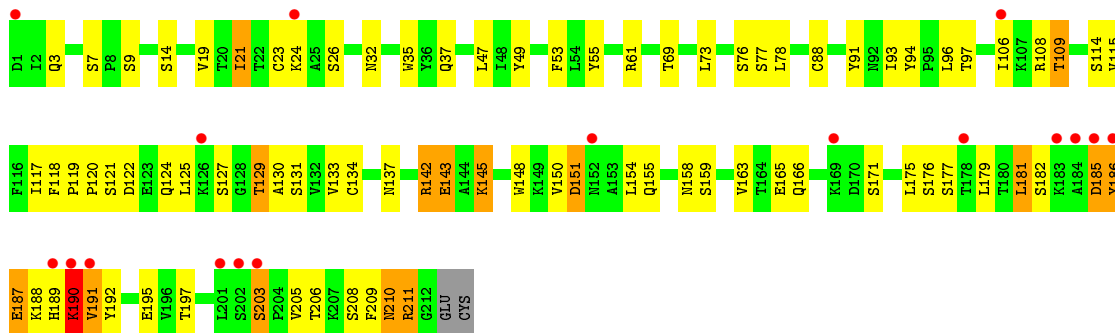 D1 I2 Q3 S7 P8 S9 S14 V19 T20 I21 T22 C23 K24 A25 S26 N32 W35 Y36 Q37 L47 I48 Y49 F53 L54 Y55 R61 T69 L73 S76 S77 L78 C88 Y91 N92 I93 Y94 P95 L96 T97 I106 K107 R108 T109 S114 V115
F116 I117 F118 P119 P120 S121 D122 E123 Q124 L125 K126 S127 G128 T129 A130 S131 V132 V133 C134 N137 R142 E143 A144 K145 W148 K149 V150 D151 N152 A153 L154 Q155 N158 S159 V163 T164 E165 Q166 K169 D170 S171 L175 S176 S177 T178 L179 T180 L181 S182 K183 A184 D185 Y186
E187 K188 H189 K190 V191 Y192 E195 V196 T197 L201 S202 S203 P204 V205 T206 K207 S208 F209 N210 R211 G212 GLU CYS